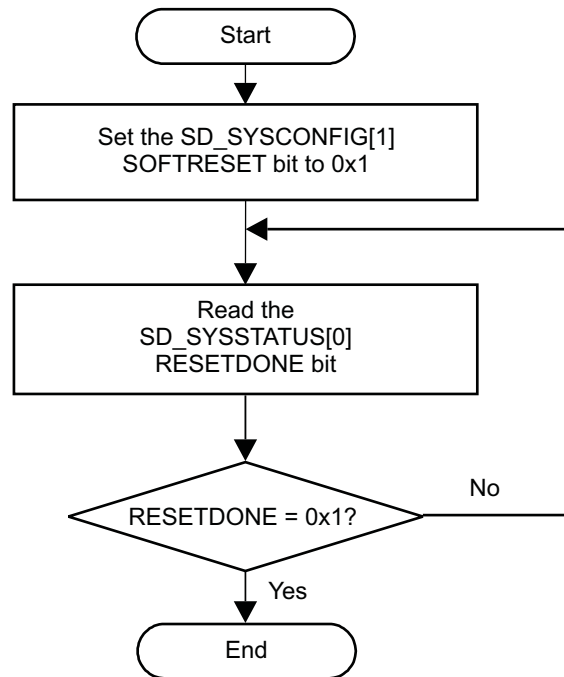 Start
Set the SD_SYSCONFIG[1]
SOFTRESET bit to 0x1
Read the
SD_SYSSTATUS[0]
RESETDONE bit
RESETDONE = 0x1?
No
Yes
End